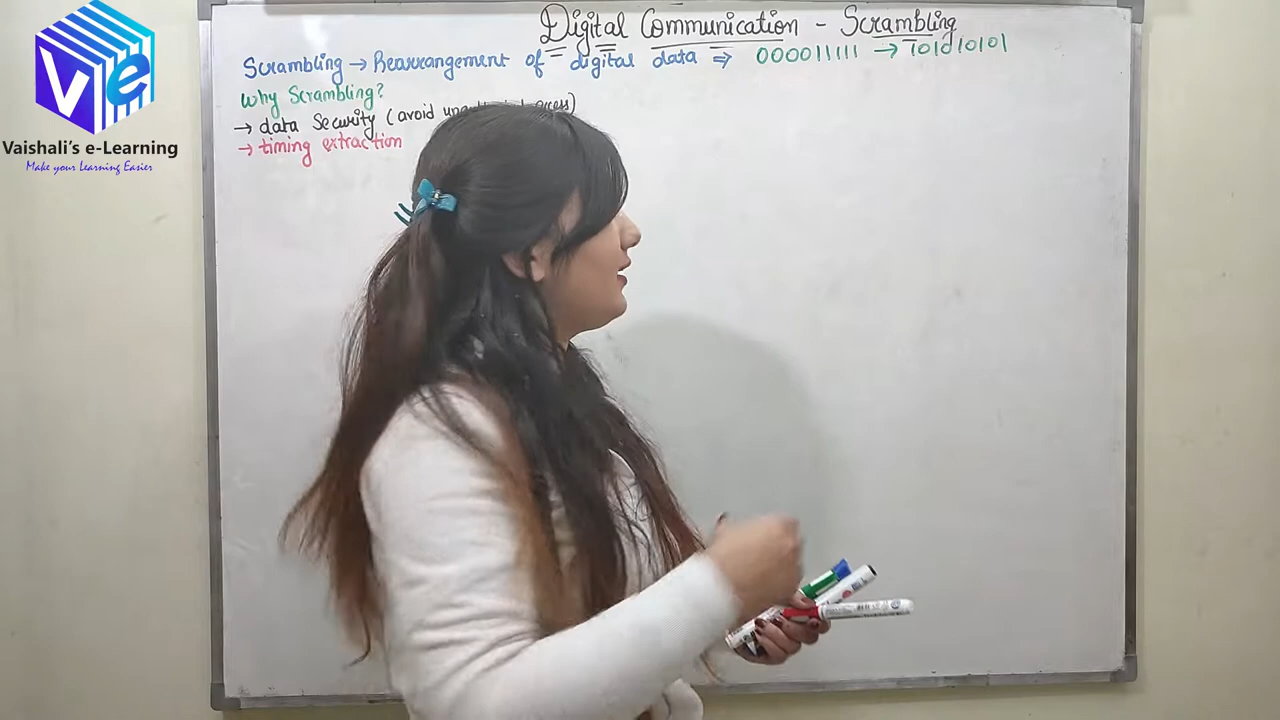 Digital Communication - Scrambling
Scrambling → Rearrangement of digital data ⇒ 000011111 → 101010101
Why Scrambling?
→ data Security (avoid
→ timing extraction
Ve
Vaishali's e-Learning
Make your Learning Easier